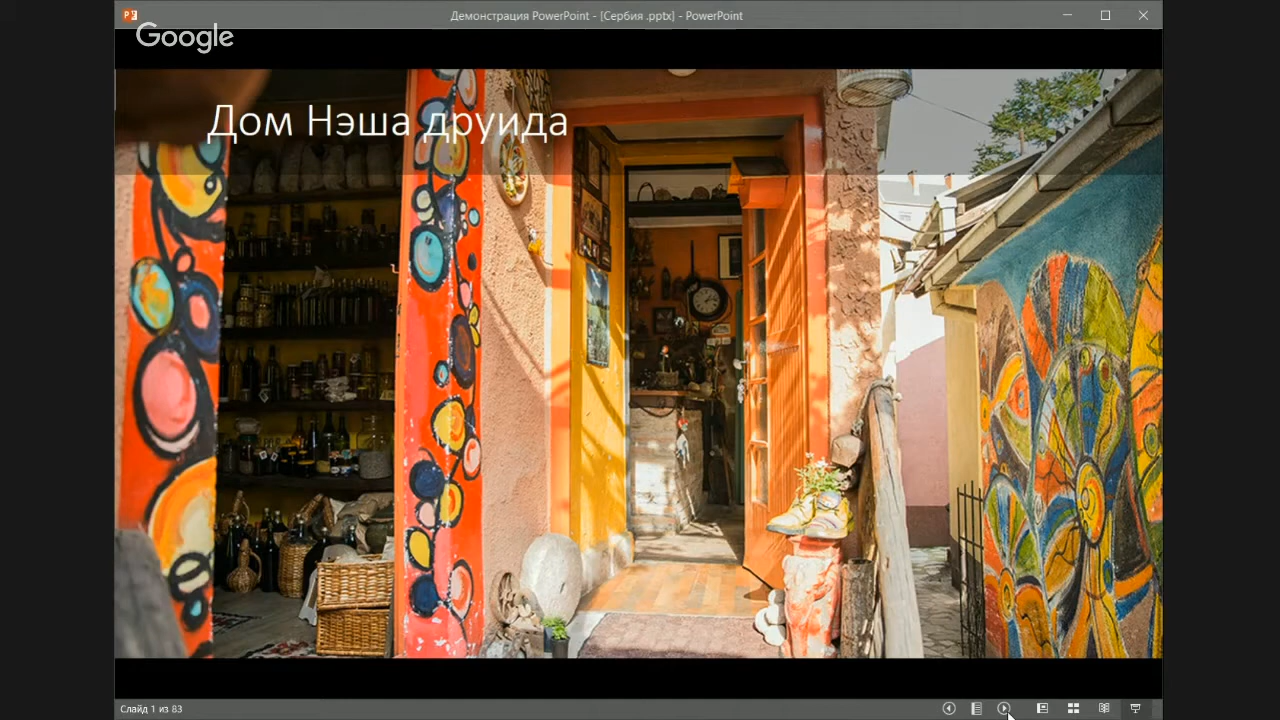 Демонстрация PowerPoint - [Сербия .pptx] - PowerPoint
Google
Дом Нэша друида
Слайд 1 из 83